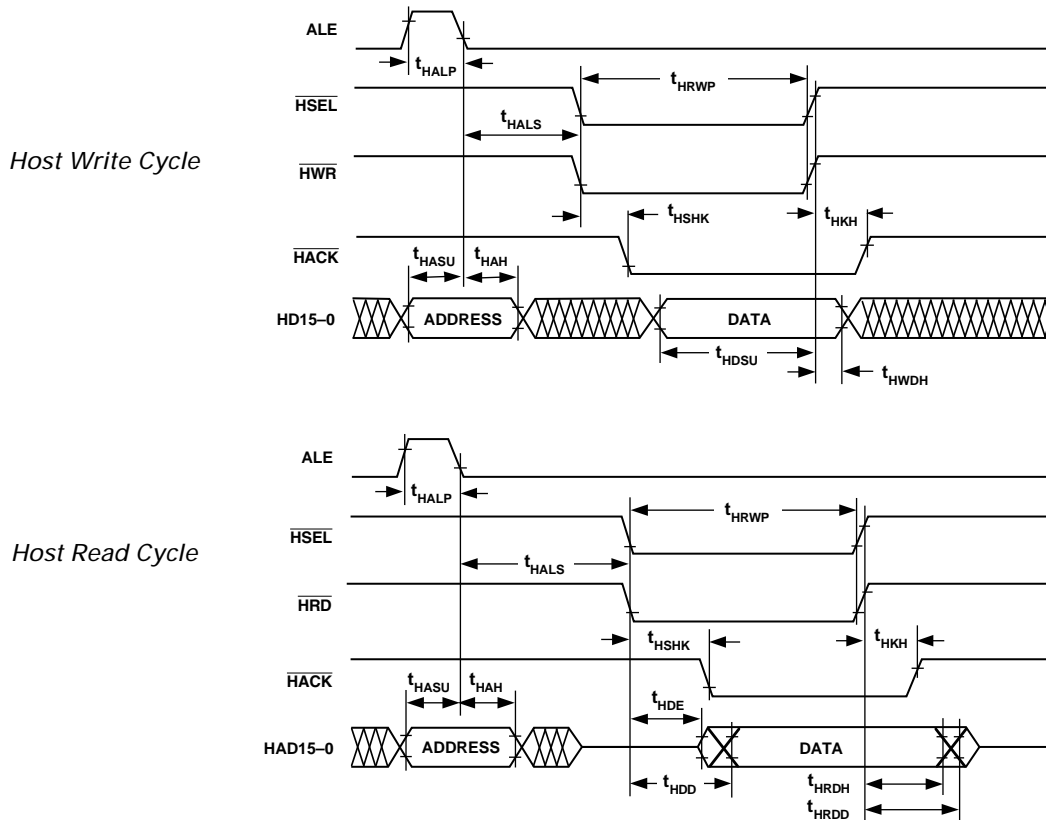 ALE
tHALP
tHRWP
HSEL
tHALS
Host Write Cycle
HWR
tHSHK
tHKH
HACK
tHASU
tHAH
HD15–0
ADDRESS
DATA
tHDSU
tHWDH
ALE
tHALP
tHRWP
HSEL
Host Read Cycle
tHALS
HRD
tHSHK
tHKH
HACK
tHASU
tHAH
tHDE
HAD15–0
ADDRESS
DATA
tHDD
tHRDH
tHRDD